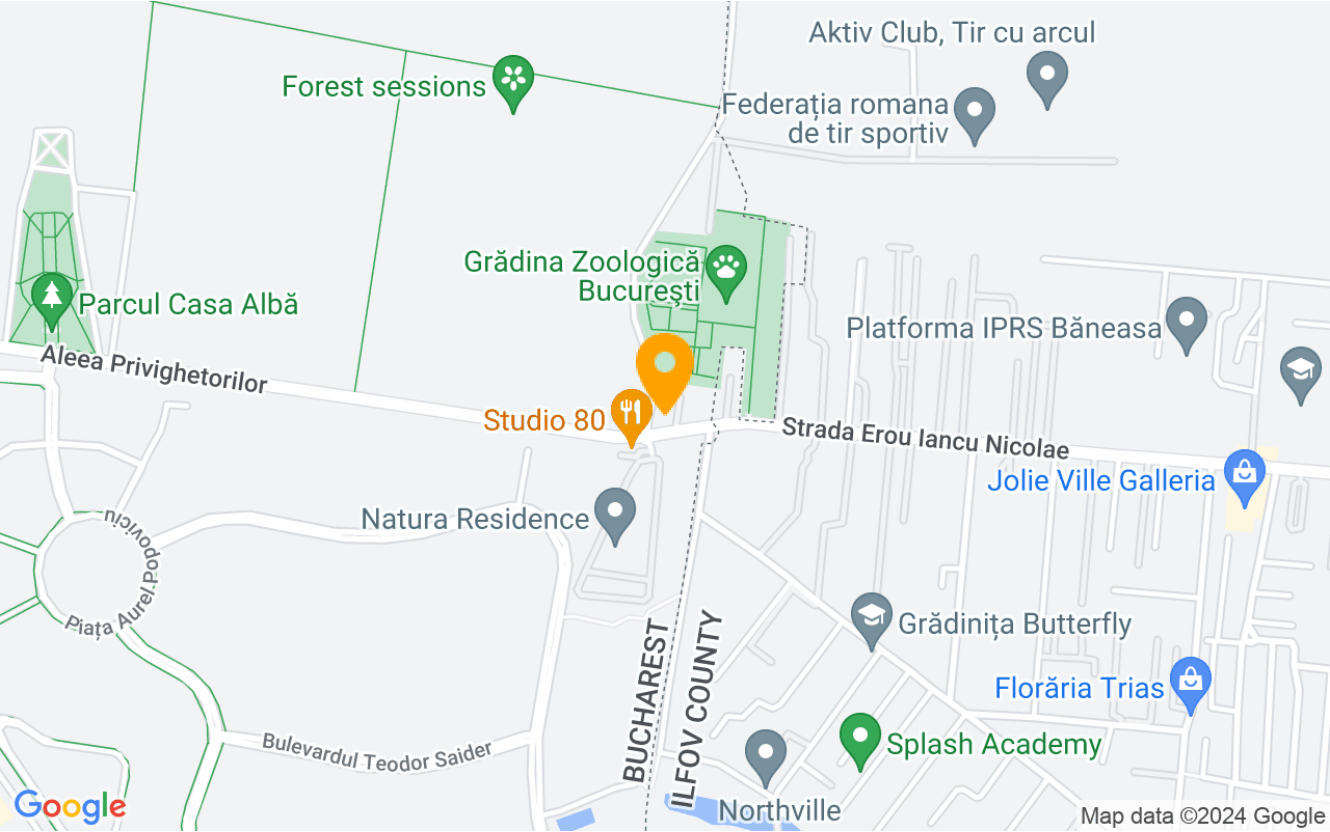 Aktiv Club, Tir cu arcul
Forest sessions
Federația romana
de tir sportiv
Grădina Zoologică
Bucureşti
Parcul Casa Albă
Platforma IPRS Băneasa
Aleea Privighetorilor
Studio 80
Strada Erou Iancu Nicolae
Jolie Ville Galleria
Natura Residence
Piața Aurel Popoviciu
Grădinița Butterfly
BUCHAREST
ILFOV COUNTY
Florăria Trias
Bulevardul Teodor Saider
Splash Academy
Google
Northville
Map data ©2024 Google